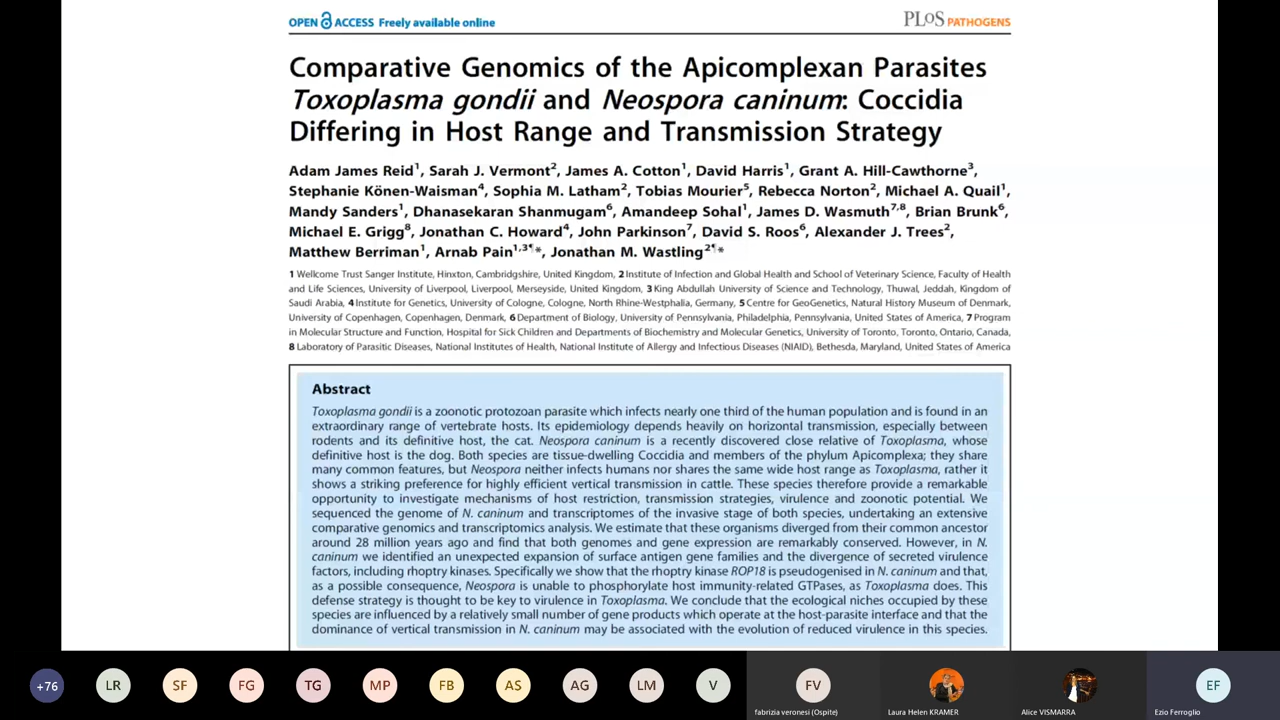 OPEN ACCESS Freely available online
PLoS PATHOGENS
Comparative Genomics of the Apicomplexan Parasites
Toxoplasma gondii and Neospora caninum: Coccidia
Differing in Host Range and Transmission Strategy
Adam James Reid1, Sarah J. Vermont2, James A. Cotton1, David Harris1, Grant A. Hill-Cawthorne3,
Stephanie Könen-Waisman4, Sophia M. Latham2, Tobias Mourier5, Rebecca Norton2, Michael A. Quail1,
Mandy Sanders1, Dhanasekaran Shanmugam6, Amandeep Sohal1, James D. Wasmuth7,8, Brian Brunk6,
Michael E. Grigg8, Jonathan C. Howard4, John Parkinson7, David S. Roos6, Alexander J. Trees2,
Matthew Berriman1, Arnab Pain1,3¶*, Jonathan M. Wastling2¶*
1 Wellcome Trust Sanger Institute, Hinxton, Cambridgshire, United Kingdom, 2 Institute of Infection and Global Health and School of Veterinary Science, Faculty of Health
and Life Sciences, University of Liverpool, Liverpool, Merseyside, United Kingdom, 3 King Abdullah University of Science and Technology, Thuwal, Jeddah, Kingdom of
Saudi Arabia, 4 Institute for Genetics, University of Cologne, Cologne, North Rhine-Westphalia, Germany, 5 Centre for GeoGenetics, Natural History Museum of Denmark,
University of Copenhagen, Copenhagen, Denmark, 6 Department of Biology, University of Pennsylvania, Philadelphia, Pennsylvania, United States of America, 7 Program
in Molecular Structure and Function, Hospital for Sick Children and Departments of Biochemistry and Molecular Genetics, University of Toronto, Toronto, Ontario, Canada,
8 Laboratory of Parasitic Diseases, National Institutes of Health, National Institute of Allergy and Infectious Diseases (NIAID), Bethesda, Maryland, United States of America
Abstract
Toxoplasma gondii is a zoonotic protozoan parasite which infects nearly one third of the human population and is found in an
extraordinary range of vertebrate hosts. Its epidemiology depends heavily on horizontal transmission, especially between
rodents and its definitive host, the cat. Neospora caninum is a recently discovered close relative of Toxoplasma, whose
definitive host is the dog. Both species are tissue-dwelling Coccidia and members of the phylum Apicomplexa; they share
many common features, but Neospora neither infects humans nor shares the same wide host range as Toxoplasma, rather it
shows a striking preference for highly efficient vertical transmission in cattle. These species therefore provide a remarkable
opportunity to investigate mechanisms of host restriction, transmission strategies, virulence and zoonotic potential. We
sequenced the genome of N. caninum and transcriptomes of the invasive stage of both species, undertaking an extensive
comparative genomics and transcriptomics analysis. We estimate that these organisms diverged from their common ancestor
around 28 million years ago and find that both genomes and gene expression are remarkably conserved. However, in N.
caninum we identified an unexpected expansion of surface antigen gene families and the divergence of secreted virulence
factors, including rhoptry kinases. Specifically we show that the rhoptry kinase ROP18 is pseudogenised in N. caninum and that,
as a possible consequence, Neospora is unable to phosphorylate host immunity-related GTPases, as Toxoplasma does. This
defense strategy is thought to be key to virulence in Toxoplasma. We conclude that the ecological niches occupied by these
species are influenced by a relatively small number of gene products which operate at the host-parasite interface and that the
dominance of vertical transmission in N. caninum may be associated with the evolution of reduced virulence in this species.
+76 LR SF FG TG MP FB AS AG LM V FV EF
fabrizia veronesi (Ospite) Laura Helen KRAMER Alice VISMARRA Ezio Ferroglio